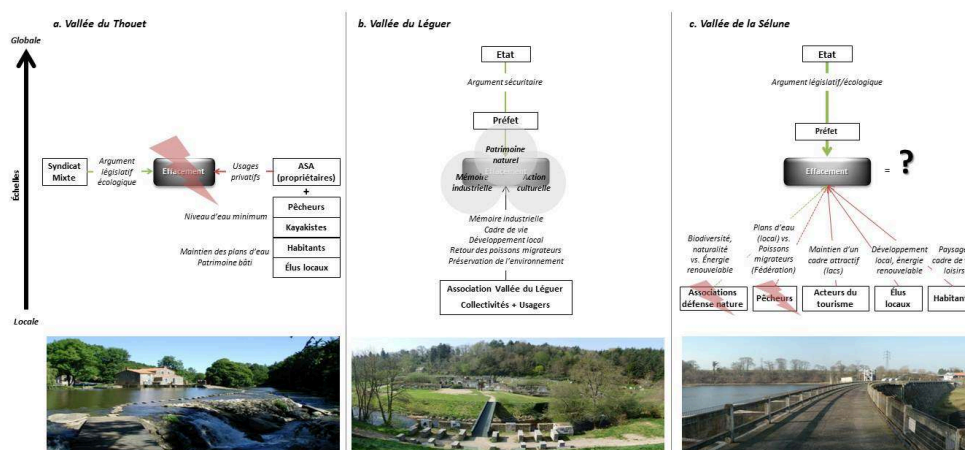 a. Vallée du Thouet
b. Vallée du Léguer
c. Vallée de la Sélune
Globale
Échelles
Locale
Syndicat
Mixte
Argument
législatif
écologique
Effacement
Usages
privatifs
ASA
(propriétaires)
+
Niveau d'eau minimum
Pêcheurs
Kayakistes
Maintien des plans d'eau
Patrimoine bâti
Habitants
Élus locaux
Etat
Argument sécuritaire
Préfet
Patrimoine
naturel
Effacement
Mémoire
industrielle
Action
culturelle
Mémoire industrielle
Cadre de vie
Développement local
Retour des poissons migrateurs
Préservation de l'environnement
Association Vallée du Léguer
Collectivités + Usagers
Etat
Argument législatif/écologique
Préfet
Effacement
= ?
Biodiversité,
naturalité
vs. Énergie
renouvelable
Plans d'eau
(local) vs.
Poissons
migrateurs
(Fédération)
Maintien d'un
cadre attractif
(lacs)
Développement
local, énergie
renouvelable
Paysage
cadre de
loisirs
Associations
défense nature
Pêcheurs
Acteurs du
tourisme
Élus
locaux
Habitan